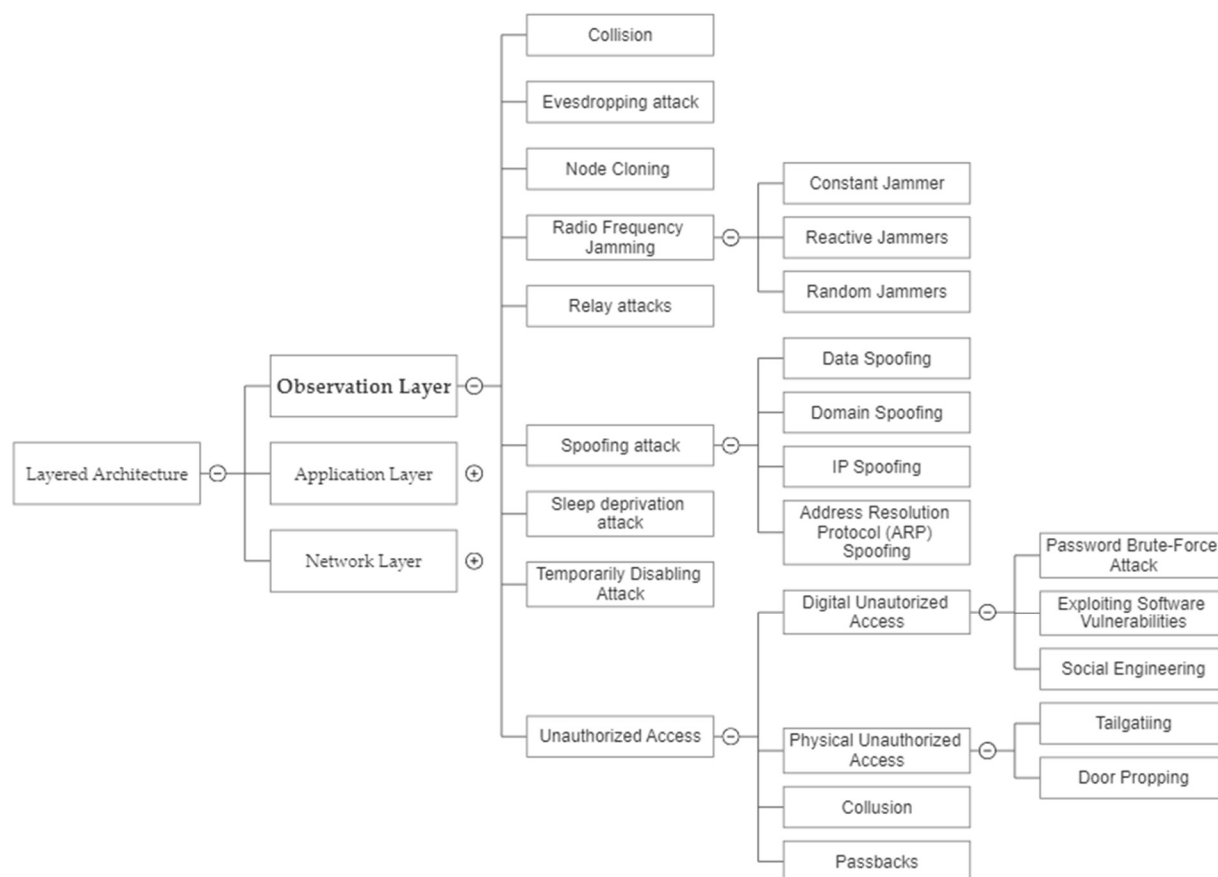 Collision
Evesdropping attack
Node Cloning
Radio Frequency
Jamming
Constant Jammer
Reactive Jammers
Random Jammers
Relay attacks
Layered Architecture
Observation Layer
Application Layer
Network Layer
Spoofing attack
Data Spoofing
Domain Spoofing
IP Spoofing
Address Resolution
Protocol (ARP)
Spoofing
Sleep deprivation
attack
Temporarily Disabling
Attack
Unauthorized Access
Digital Unautorized
Access
Password Brute-Force
Attack
Exploiting Software
Vulnerabilities
Social Engineering
Physical Unauthorized
Access
Tailgatiing
Door Propping
Collusion
Passbacks